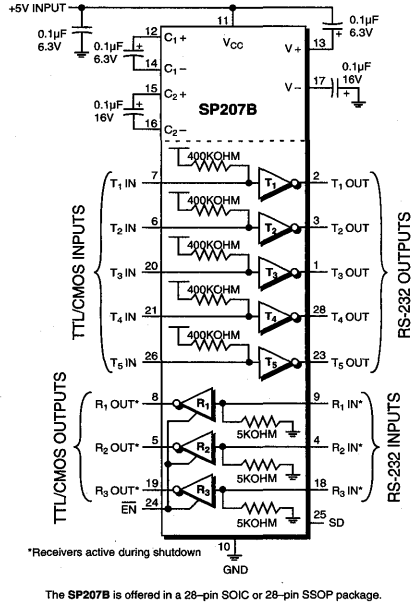 +5V INPUT
11
VCC
0.1µF
6.3V
12
C1+
0.1µF
6.3V
14
C1–
15
C2+
0.1µF
16V
16
C2–
V+
13
0.1µF
6.3V
V–
17
0.1µF
16V
SP207B
TTL/CMOS INPUTS
RS-232 OUTPUTS
400KOHM
T1 IN
7
T1
2
T1 OUT
400KOHM
T2 IN
6
T2
3
T2 OUT
400KOHM
T3 IN
20
T3
1
T3 OUT
400KOHM
T4 IN
21
T4
28
T4 OUT
400KOHM
T5 IN
26
T5
23
T5 OUT
TTL/CMOS OUTPUTS
RS-232 INPUTS
R1 OUT*
8
R1
9
R1 IN*
5KOHM
R2 OUT*
5
R2
4
R2 IN*
5KOHM
R3 OUT*
19
R3
18
R3 IN*
5KOHM
EN
24
25
SD
*Receivers active during shutdown
10
GND
The SP207B is offered in a 28–pin SOIC or 28–pin SSOP package.